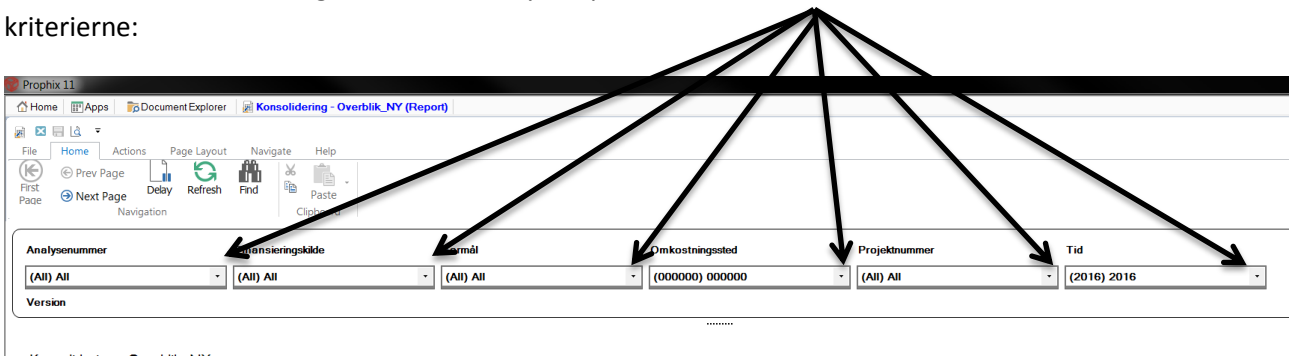 kriterierne:
Prophix 11
Home Apps Document Explorer Konsolidering - Overblik_NY (Report)
File Home Actions Page Layout Navigate Help
First Page
Prev Page
Next Page
Delay Refresh Find
Paste
Navigation
Analysenummer Omkostningssted Projektnummer Tid
(All) All (All) All (All) All (000000) 000000 (All) All (2016) 2016
Version